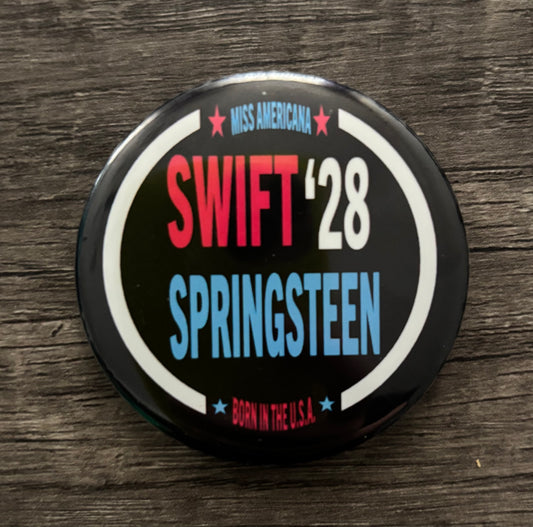 MISS AMERICANA
SWIFT ‘28
SPRINGSTEEN
BORN IN THE U.S.A.